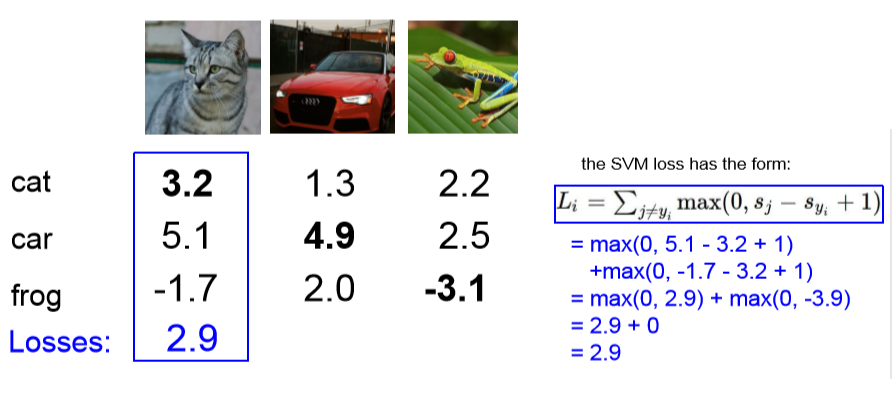 the SVM loss has the form:
cat 3.2 1.3 2.2
L_i = ∑_{j≠y_i} max(0, s_j − s_{y_i} + 1)
car 5.1 4.9 2.5
= max(0, 5.1 - 3.2 + 1)
+max(0, -1.7 - 3.2 + 1)
frog -1.7 2.0 -3.1
= max(0, 2.9) + max(0, -3.9)
= 2.9 + 0
Losses: 2.9
= 2.9